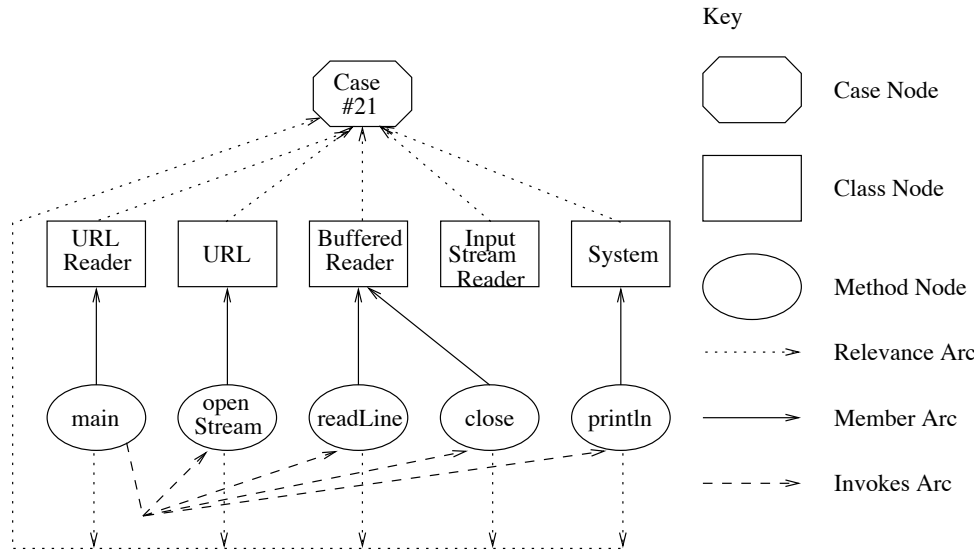 Key
Case
#21
Case Node
Class Node
URL
Reader
URL
Buffered
Reader
Input
Stream
Reader
System
Method Node
Relevance Arc
main
open
Stream
readLine
close
println
Member Arc
Invokes Arc